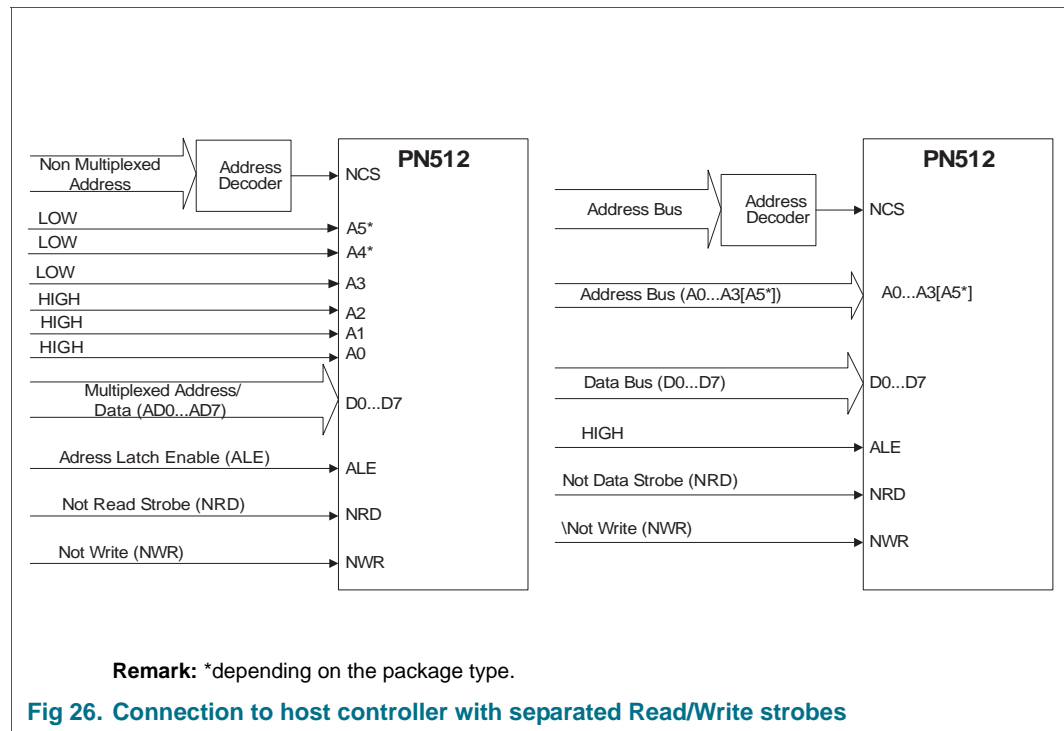 PN512
Non Multiplexed
Address
Address
Decoder
NCS
LOW
A5*
LOW
A4*
LOW
A3
HIGH
A2
HIGH
A1
HIGH
A0
Multiplexed Address/
Data (AD0...AD7)
D0...D7
Adress Latch Enable (ALE)
ALE
Not Read Strobe (NRD)
NRD
Not Write (NWR)
NWR
PN512
Address Bus
Address
Decoder
NCS
Address Bus (A0...A3[A5*])
A0...A3[A5*]
Data Bus (D0...D7)
D0...D7
HIGH
ALE
Not Data Strobe (NRD)
NRD
\Not Write (NWR)
NWR
Remark: *depending on the package type.
Fig 26. Connection to host controller with separated Read/Write strobes